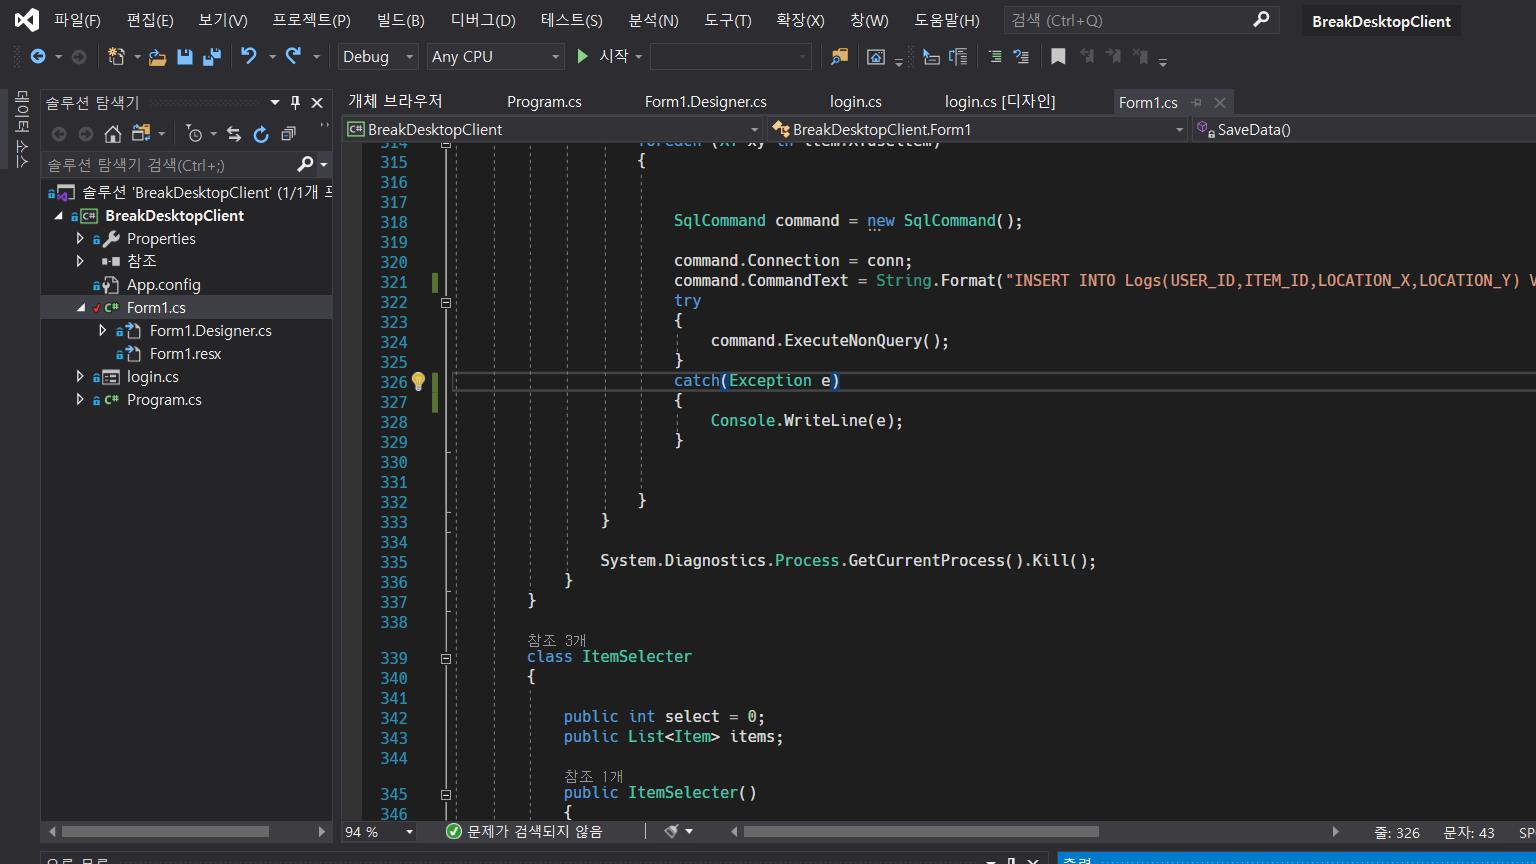 파일(F) 편집(E) 보기(V) 프로젝트(P) 빌드(B) 디버그(D) 테스트(S) 분석(N) 도구(T) 확장(X) 창(W) 도움말(H) 검색 (Ctrl+Q) BreakDesktopClient
Debug Any CPU 시작
데이터 소스
솔루션 탐색기
솔루션 탐색기 검색(Ctrl+;)
솔루션 'BreakDesktopClient' (1/1개 프
BreakDesktopClient
Properties
참조
App.config
Form1.cs
Form1.Designer.cs
Form1.resx
login.cs
Program.cs
개체 브라우저 Program.cs Form1.Designer.cs login.cs login.cs [디자인] Form1.cs
BreakDesktopClient BreakDesktopClient.Form1 SaveData()
314 foreach (XY xy in item.XYuseItem)
315 {
316
317
318 SqlCommand command = new SqlCommand();
319
320 command.Connection = conn;
321 command.CommandText = String.Format("INSERT INTO Logs(USER_ID,ITEM_ID,LOCATION_X,LOCATION_Y) V
322 try
323 {
324 command.ExecuteNonQuery();
325 }
326 catch(Exception e)
327 {
328 Console.WriteLine(e);
329 }
330
331
332 }
333 }
334
335 System.Diagnostics.Process.GetCurrentProcess().Kill();
336 }
337 }
338
참조 3개
339 class ItemSelecter
340 {
341
342 public int select = 0;
343 public List<Item> items;
344
참조 1개
345 public ItemSelecter()
346 {
94 % 문제가 검색되지 않음 줄: 326 문자: 43 SP
오류 목록 출력